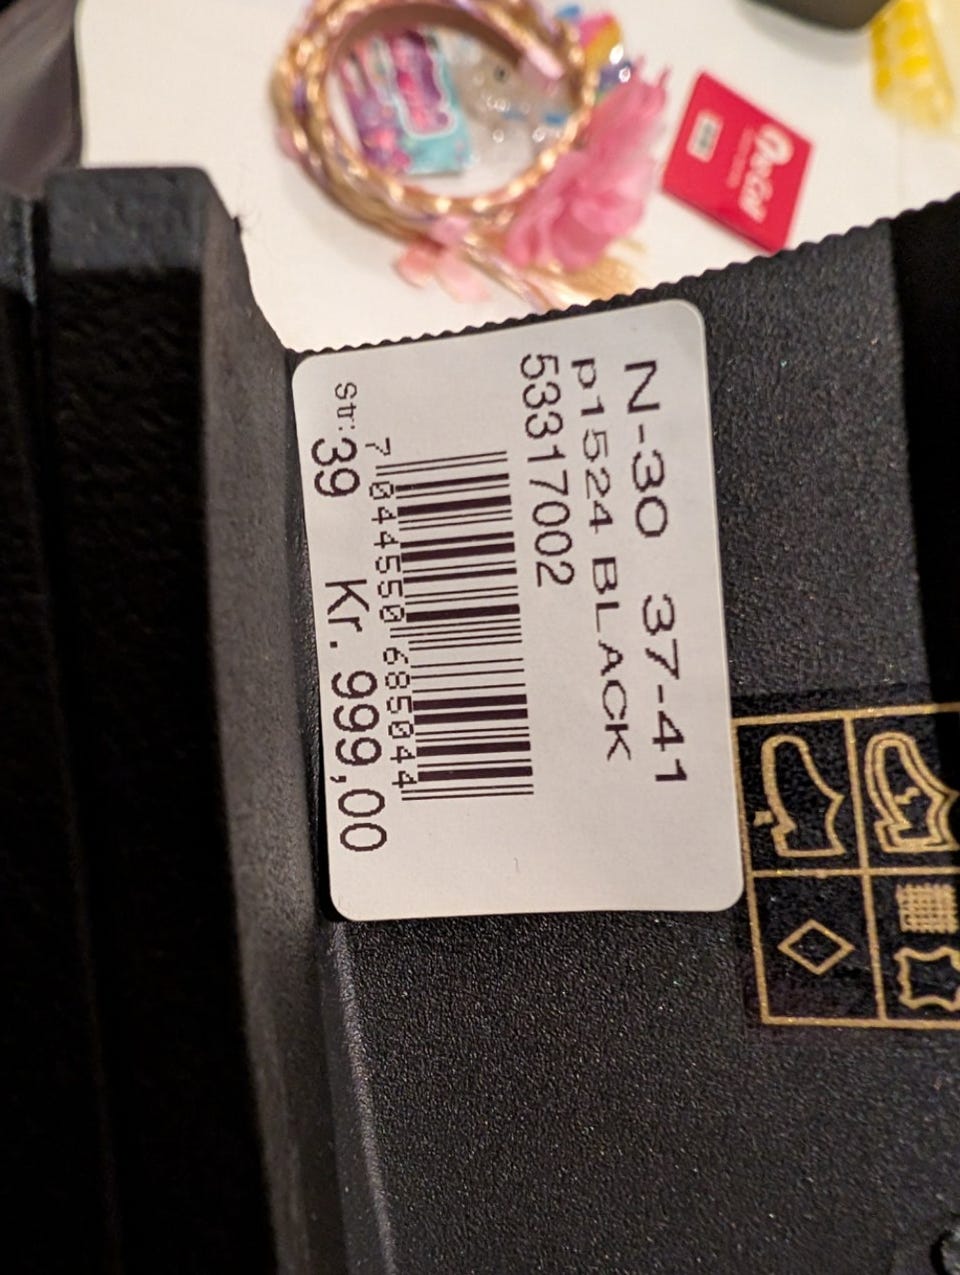 N-30 37-41
p1524 BLACK
53317002
7 044550 685044
str: 39 Kr. 999,00